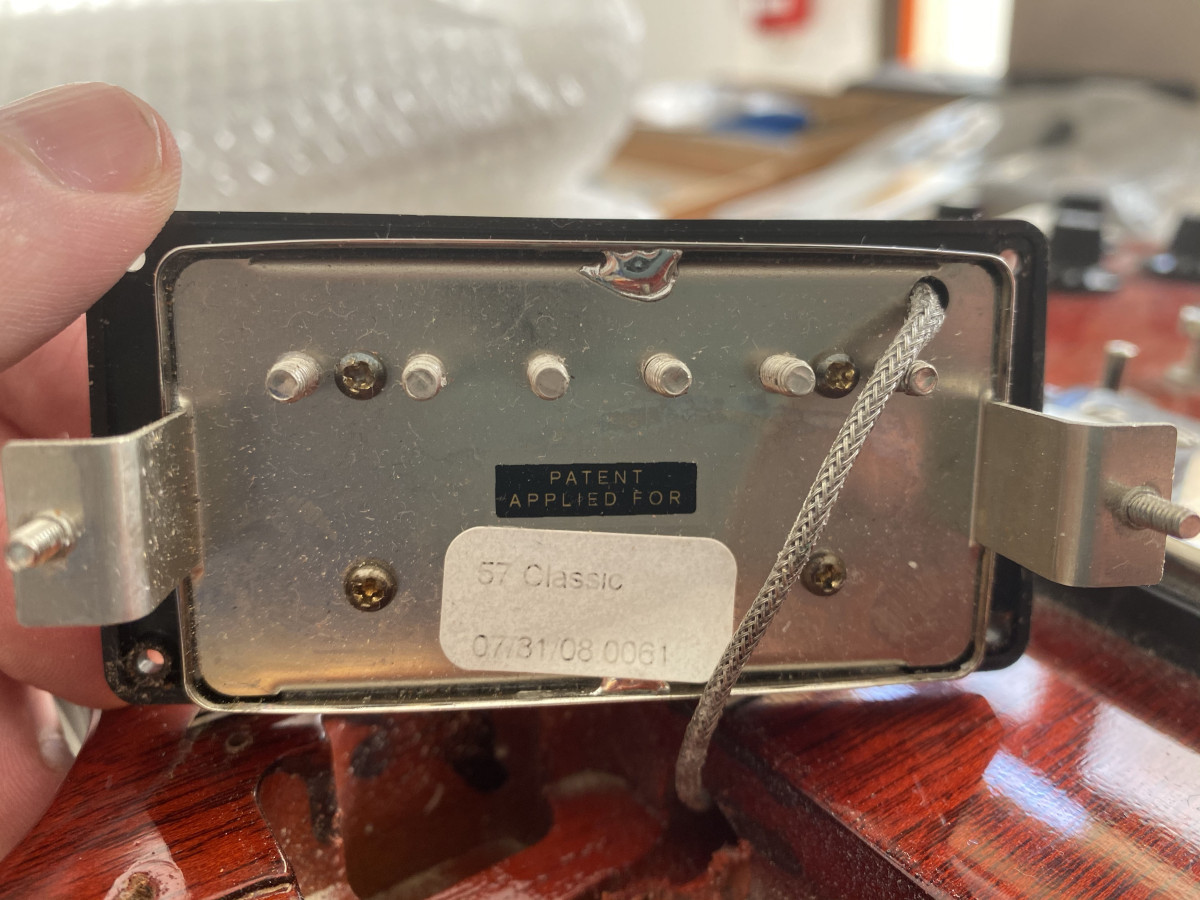 PATENT
APPLIED FOR
57 Classic
07/31/08 0061